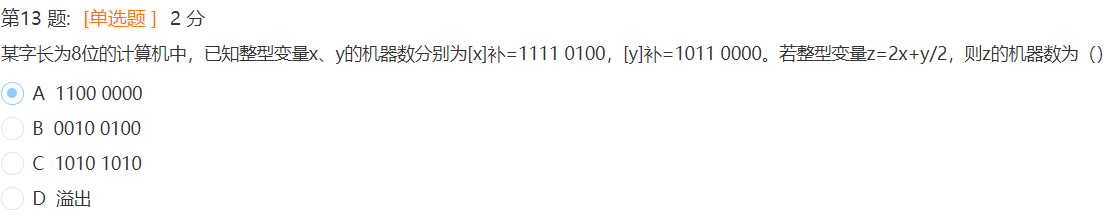 第13 题: [单选题 ] 2 分
某字长为8位的计算机中，已知整型变量x、y的机器数分别为[x]补=1111 0100，[y]补=1011 0000。若整型变量z=2x+y/2，则z的机器数为（）
A 1100 0000
B 0010 0100
C 1010 1010
D 溢出